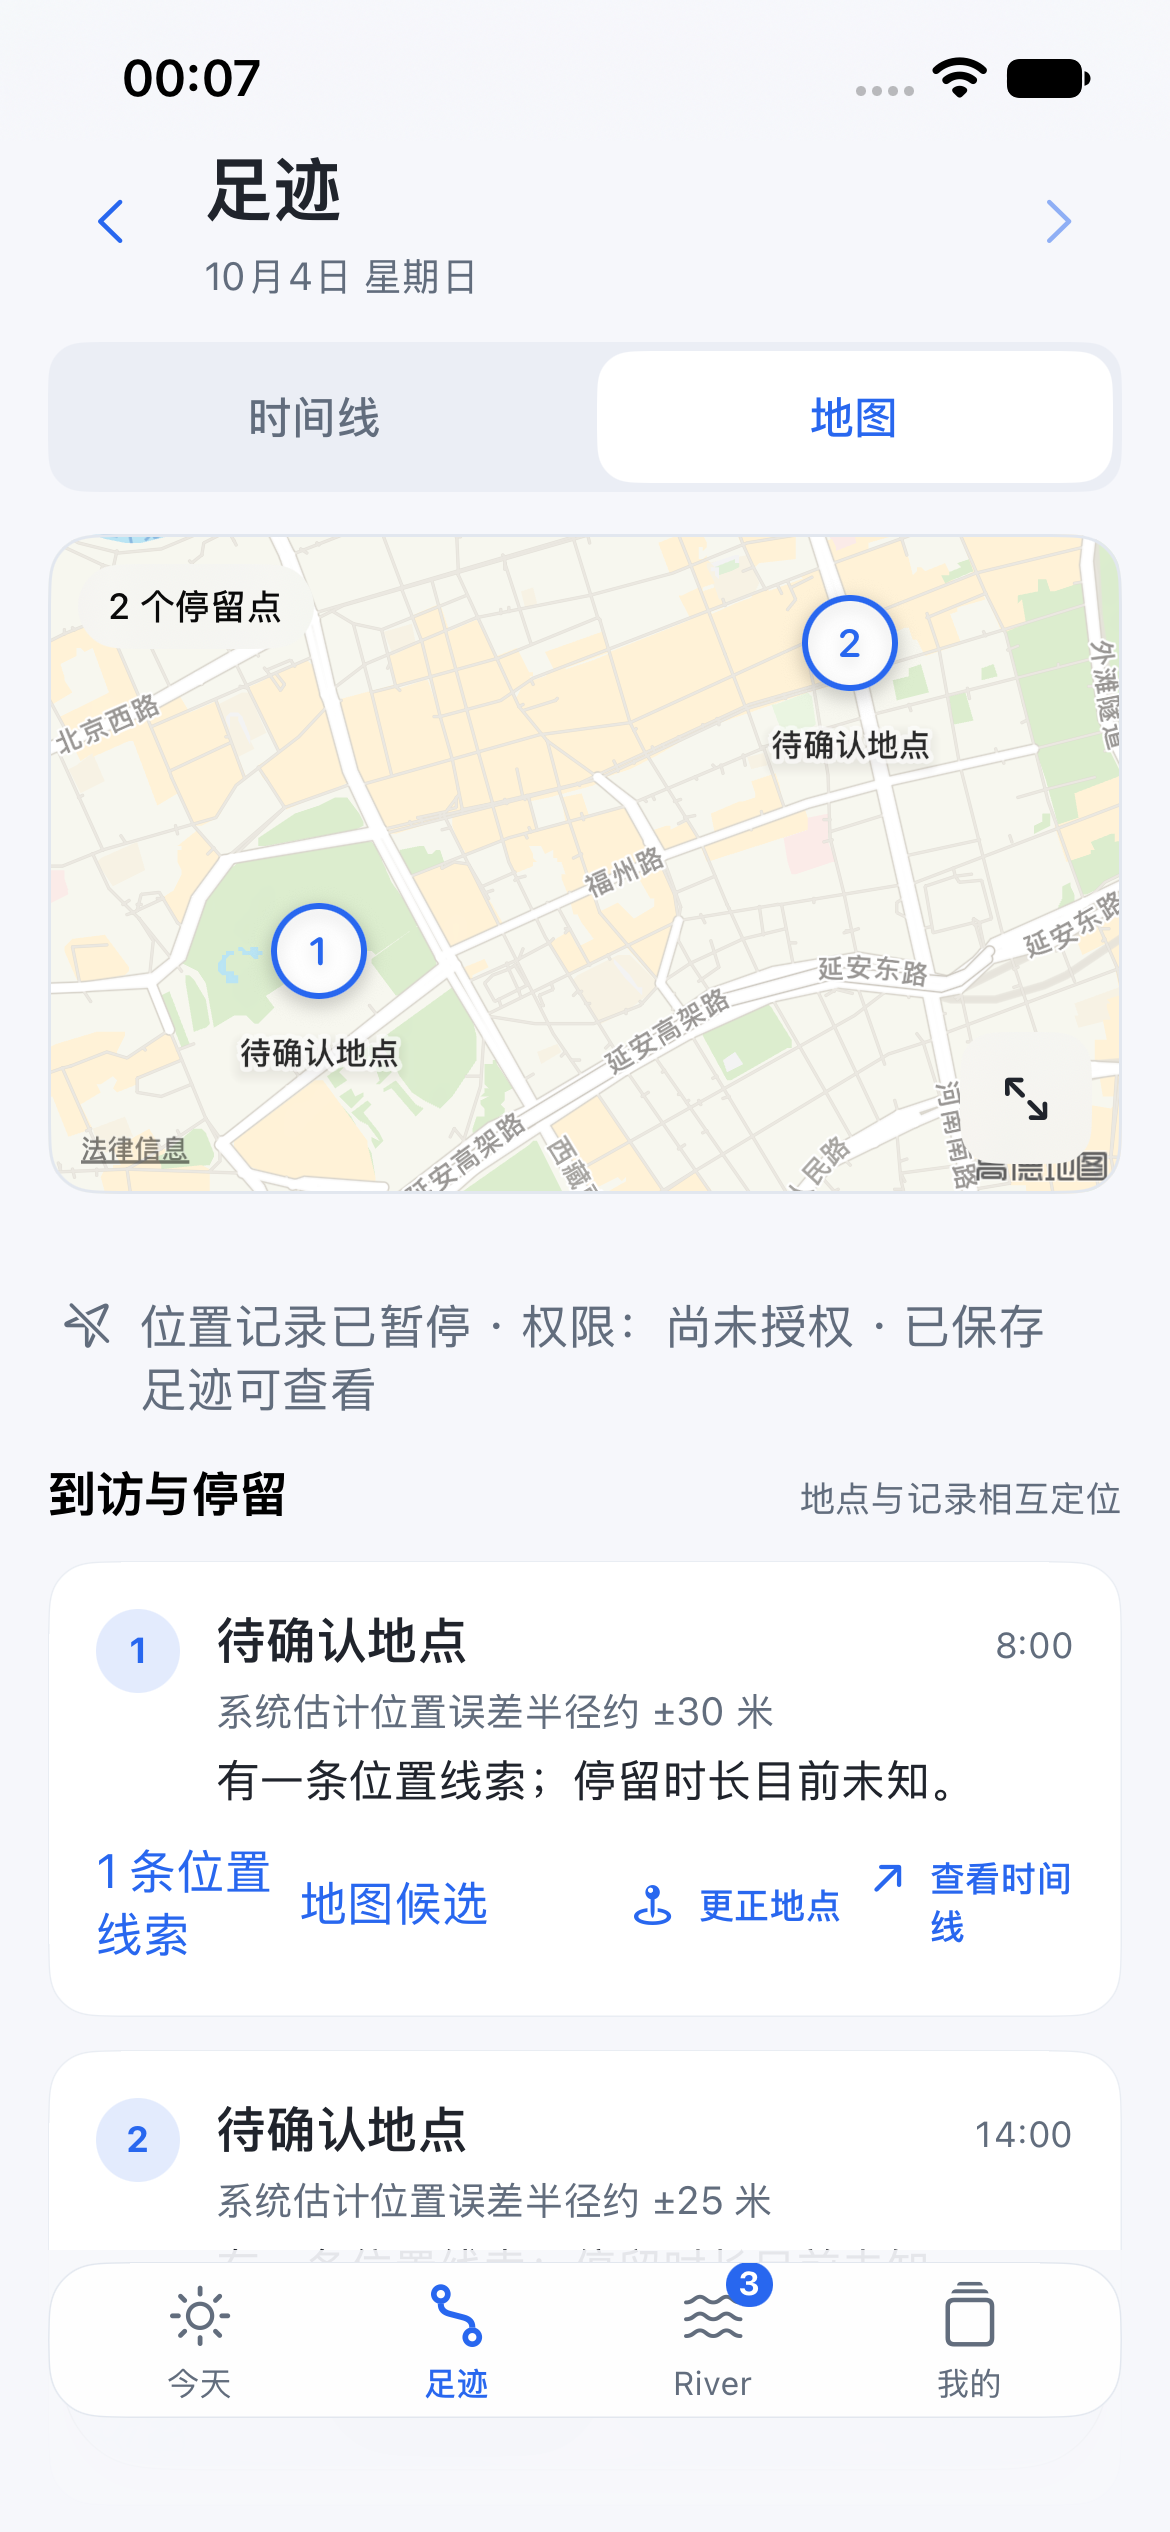 00:07
足迹
10月4日 星期日
时间线
地图
2 个停留点
2
待确认地点
外滩隧道
北京西路
福州路
1
待确认地点
延安东路
延安东路
延安高架路
延安高架路
法律信息
高德地图
位置记录已暂停 · 权限：尚未授权 · 已保存
足迹可查看
到访与停留
地点与记录相互定位
1
待确认地点
8:00
系统估计位置误差半径约 ±30 米
有一条位置线索；停留时长目前未知。
1 条位置
线索
地图候选
更正地点
查看时间
线
2
待确认地点
14:00
系统估计位置误差半径约 ±25 米
3
今天
足迹
River
我的